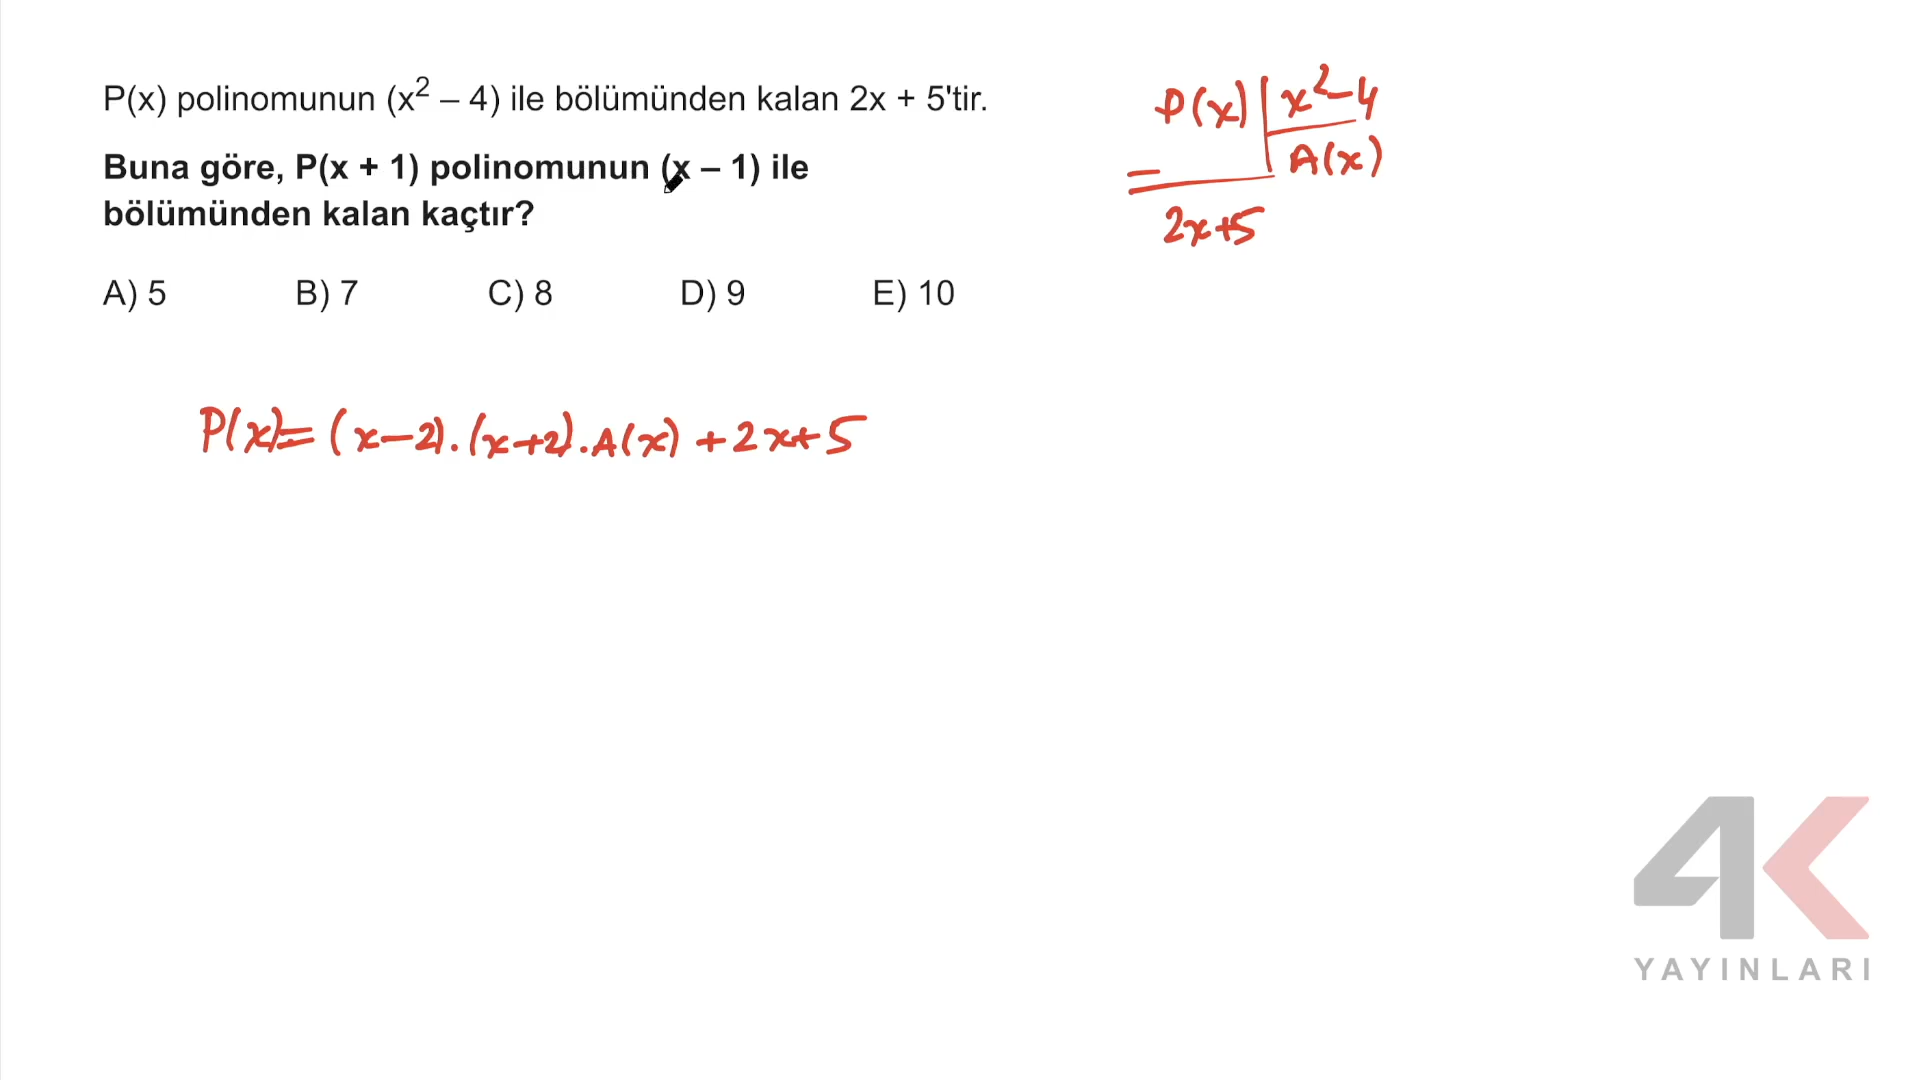 P(x) polinomunun (x² – 4) ile bölümünden kalan 2x + 5'tir.
Buna göre, P(x + 1) polinomunun (x – 1) ile
bölümünden kalan kaçtır?
A) 5 B) 7 C) 8 D) 9 E) 10
P(x) | x²–4
A(x)
2x+5
P(x)= (x–2).(x+2).A(x) +2x+5
4K
YAYINLARI